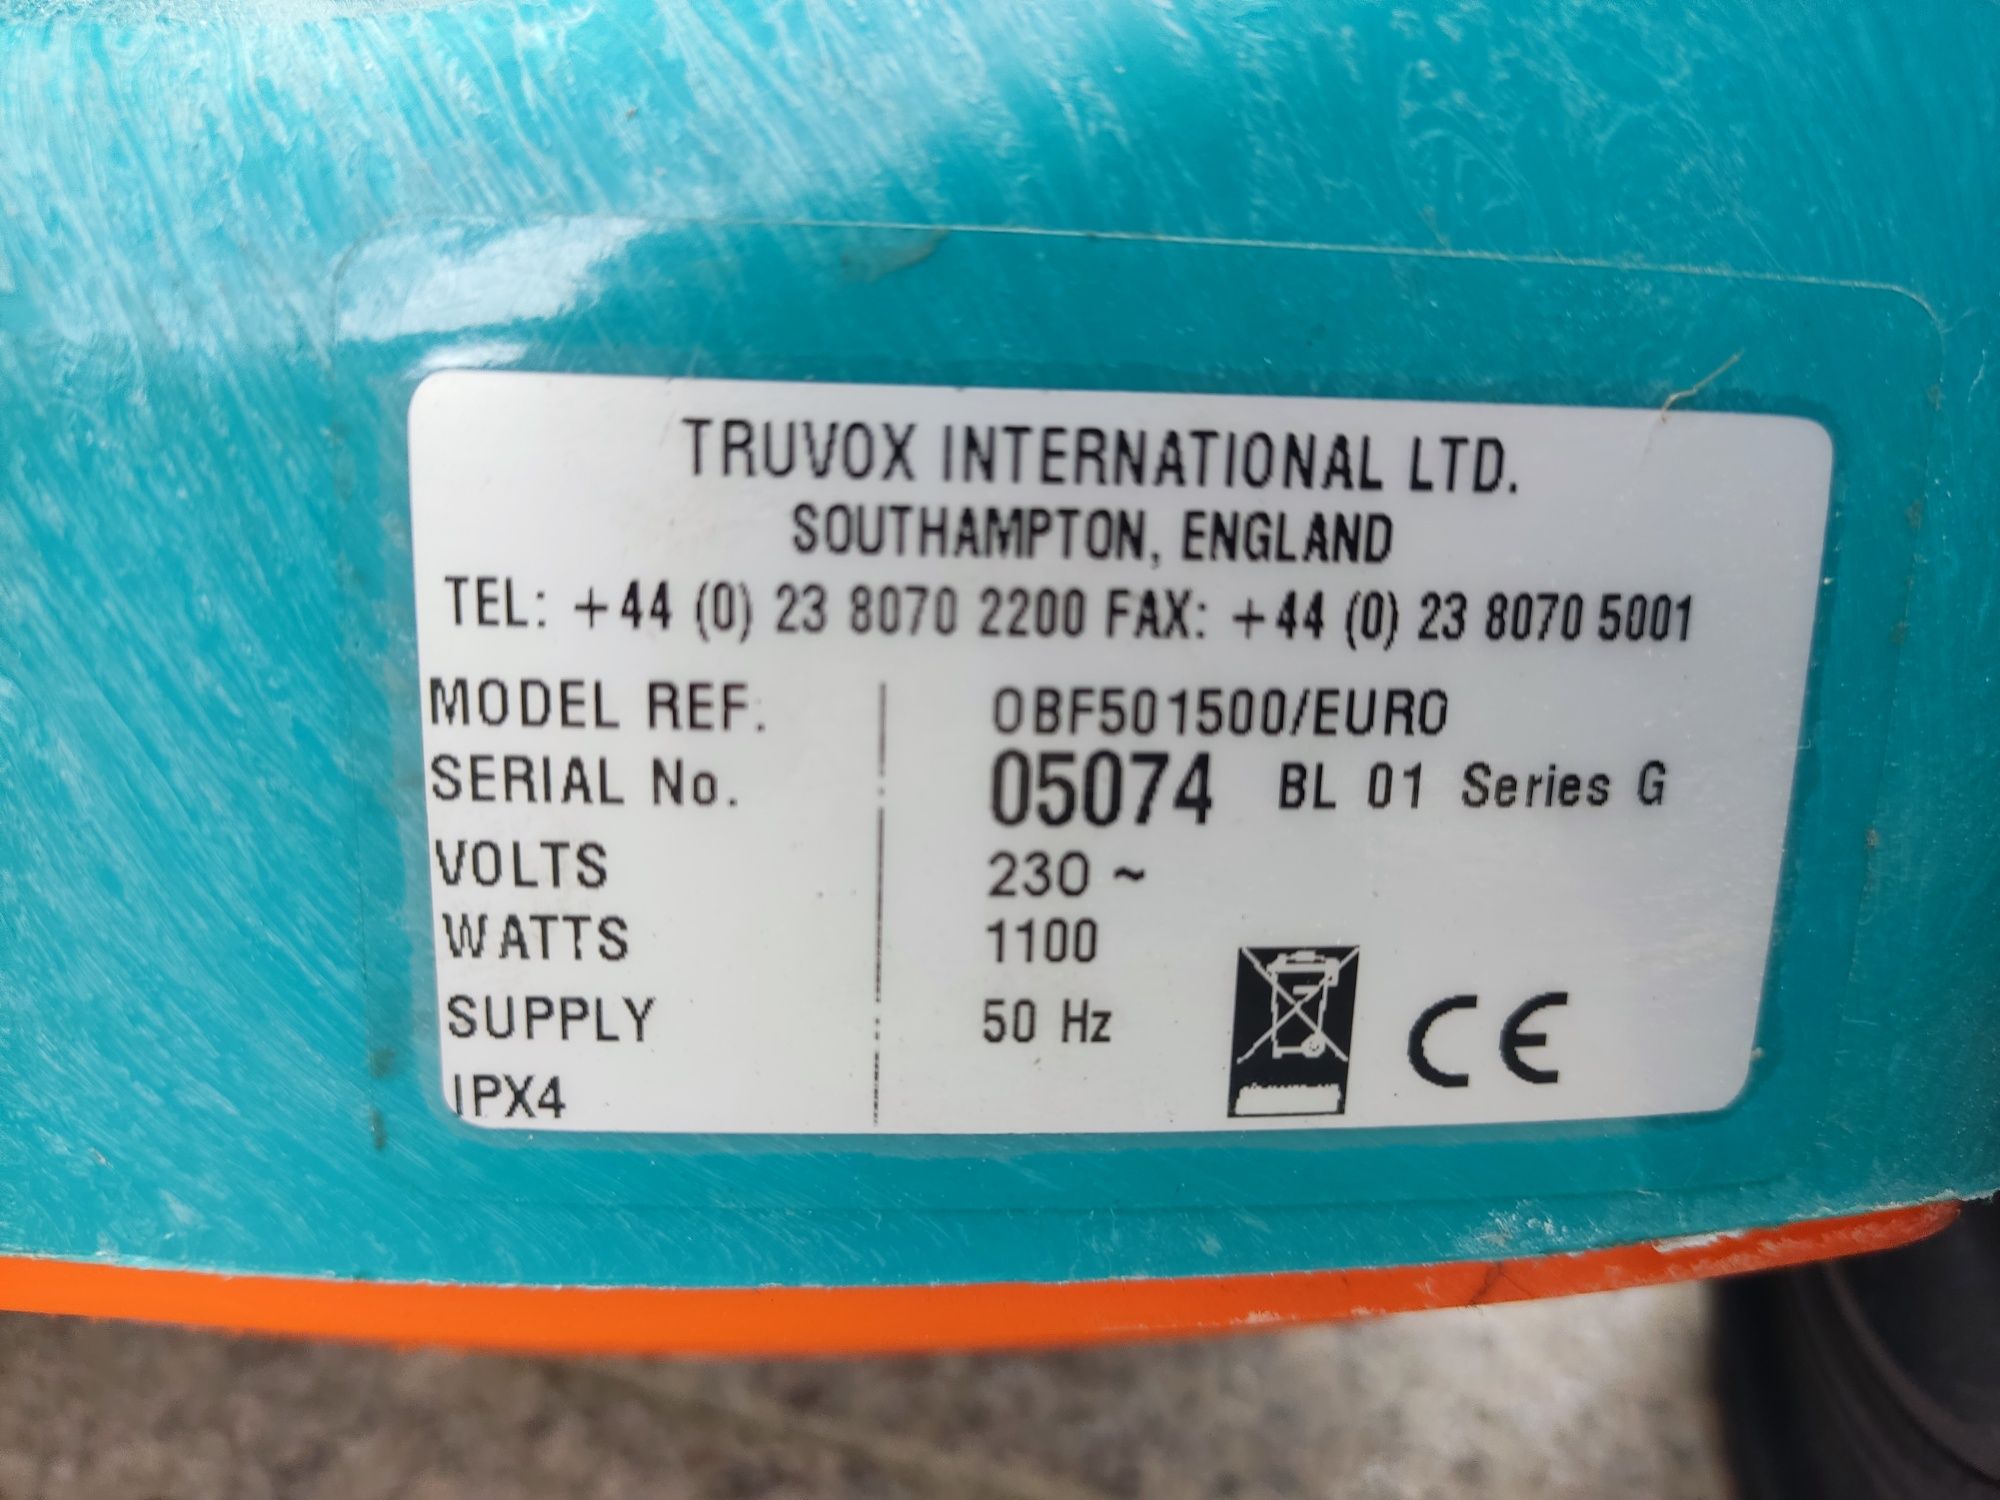 TRUVOX INTERNATIONAL LTD.
SOUTHAMPTON, ENGLAND
TEL: +44 (0) 23 8070 2200 FAX: +44 (0) 23 8070 5001
MODEL REF. OBF501500/EURO
SERIAL No. 05074 BL 01 Series G
VOLTS 230 ~
WATTS 1100
SUPPLY 50 Hz
IPX4
CE